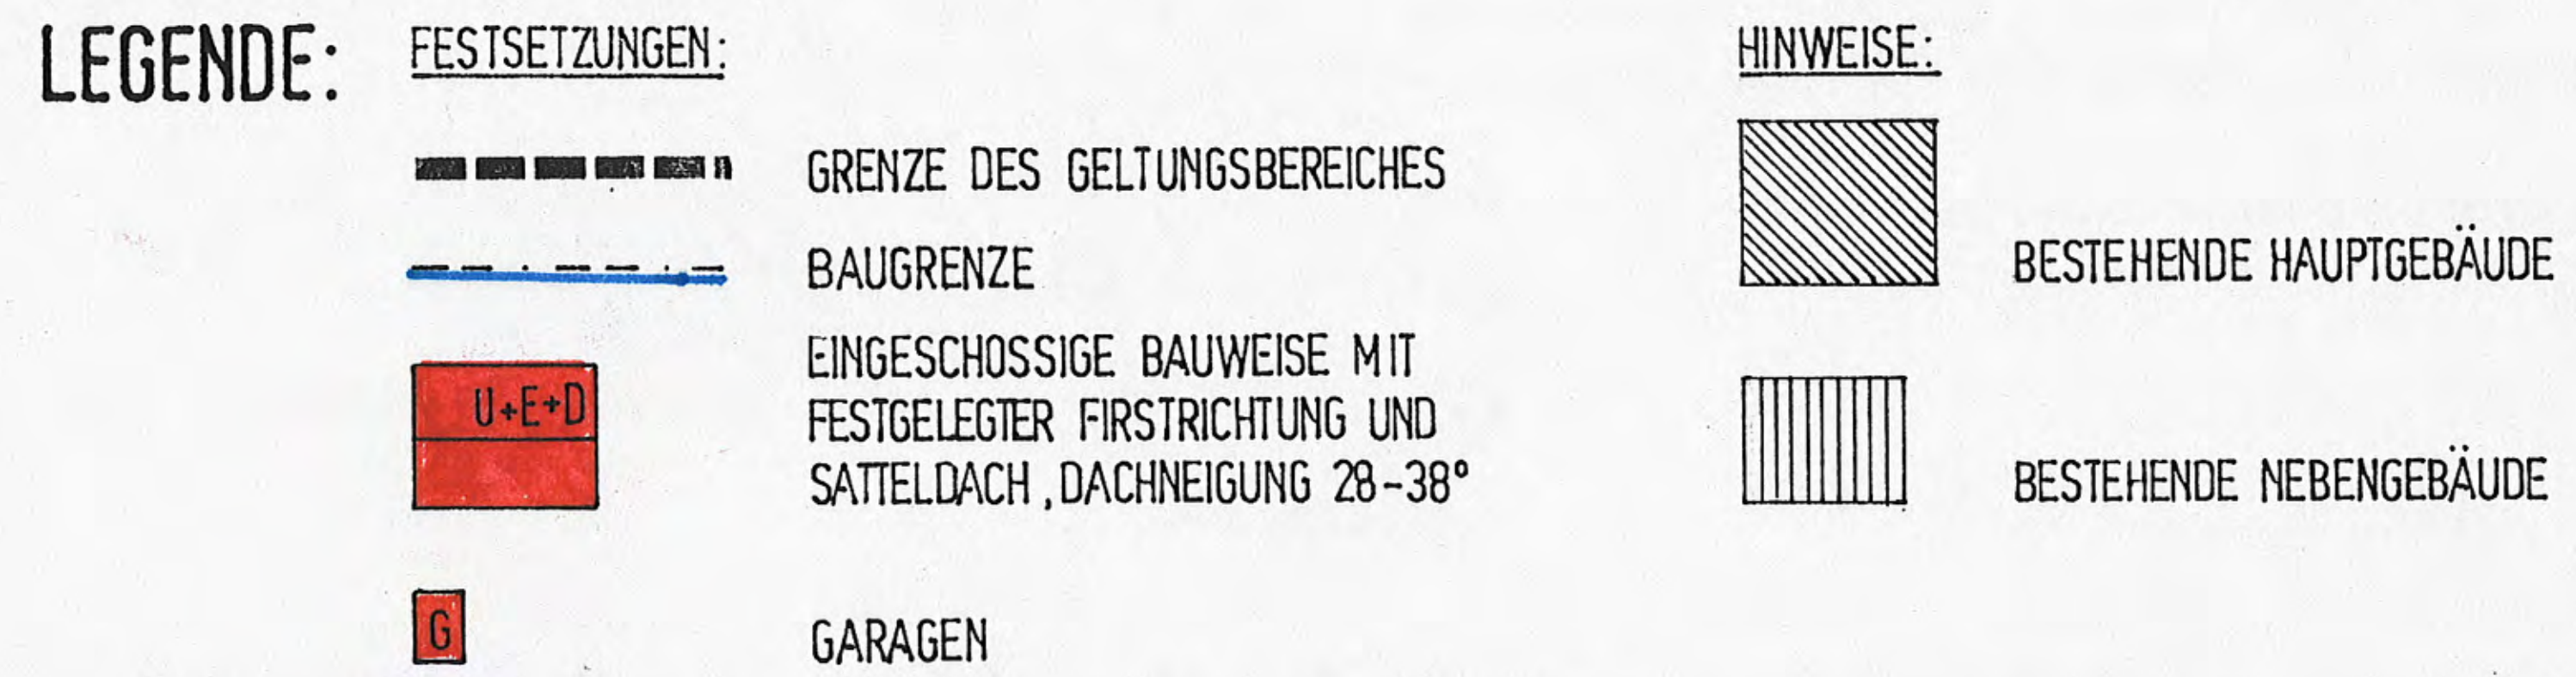 LEGENDE:
FESTSETZUNGEN:
GRENZE DES GELTUNGSBEREICHES
BAUGRENZE
U+E+D
EINGESCHOSSIGE BAUWEISE MIT
FESTGELEGTER FIRSTRICHTUNG UND
SATTELDACH, DACHNEIGUNG 28-38°
G
GARAGEN
HINWEISE:
BESTEHENDE HAUPTGEBÄUDE
BESTEHENDE NEBENGEBÄUDE